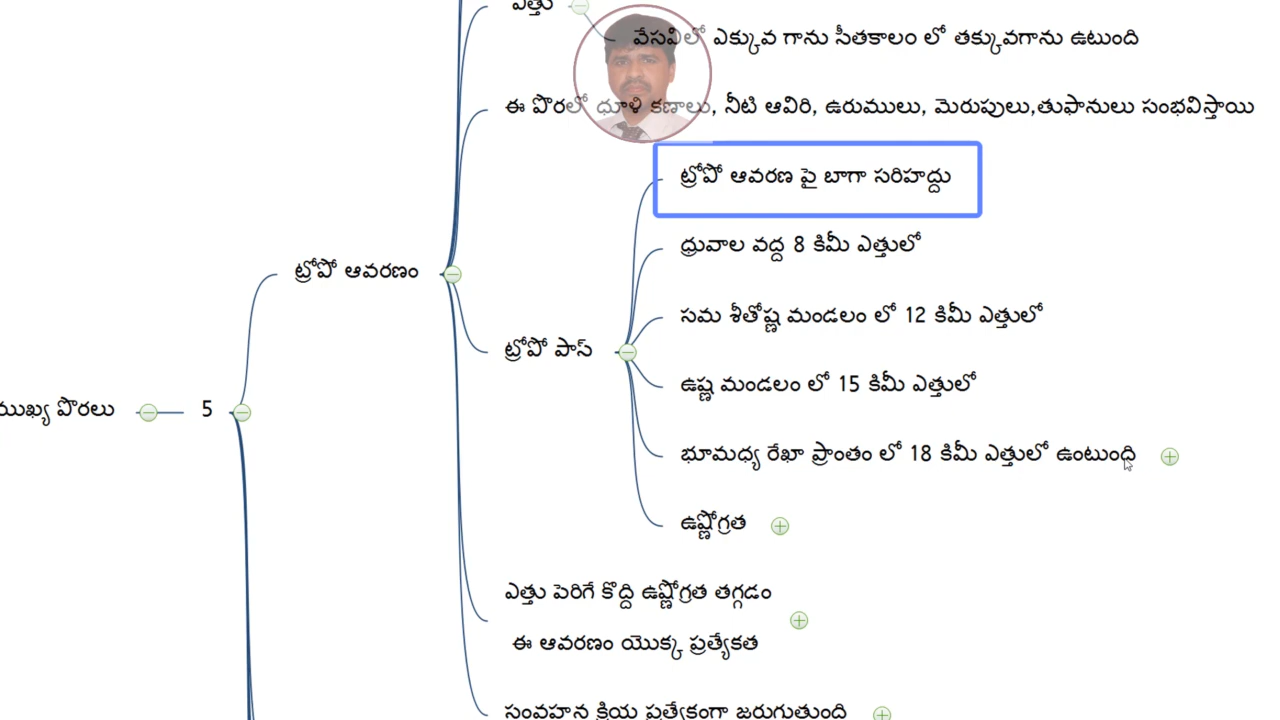 ఎత్తు
వేసవిలో ఎక్కువ గాను సీతకాలం లో తక్కువగాను ఉటుంది
ఈ పొరలో ధూళి కణాలు, నీటి ఆవిరి, ఉరుములు, మెరుపులు,తుఫానులు సంభవిస్తాయి
ట్రోపో ఆవరణ పై బాగా సరిహద్దు
ధ్రువాల వద్ద 8 కిమీ ఎత్తులో
ట్రోపో ఆవరణం
సమ శీతోష్ణ మండలం లో 12 కిమీ ఎత్తులో
ట్రోపో పాస్
ఉష్ణ మండలం లో 15 కిమీ ఎత్తులో
ముఖ్య పొరలు
5
భూమధ్య రేఖా ప్రాంతం లో 18 కిమీ ఎత్తులో ఉంటుంది
ఉష్ణోగ్రత
ఎత్తు పెరిగే కొద్ది ఉష్ణోగ్రత తగ్గడం
ఈ ఆవరణం యొక్క ప్రత్యేకత
సంవహన క్రియ ప్రత్యేకంగా జరుగుతుంది